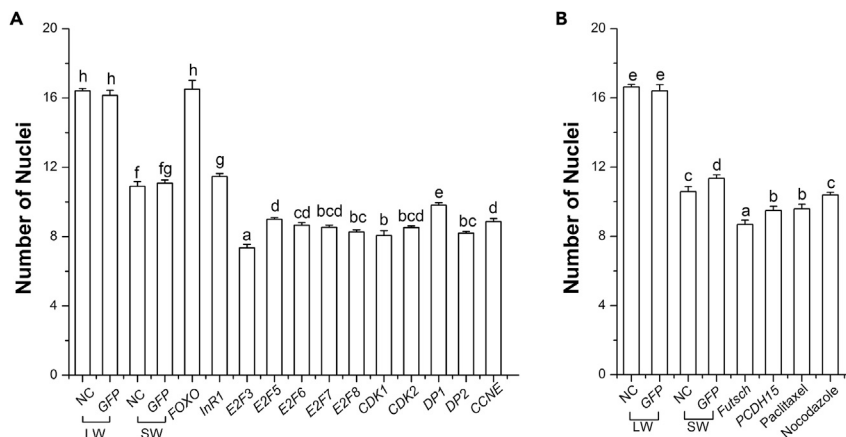 A
Number of Nuclei
20
16
12
8
4
0
h
h
f
fg
h
g
a
d
cd
bcd
bc
b
bcd
e
bc
d
NC
GFP
NC
GFP
FOXO
InR1
E2F3
E2F5
E2F6
E2F7
E2F8
CDK1
CDK2
DP1
DP2
CCNE
LW
SW
B
Number of Nuclei
20
16
12
8
4
0
e
e
c
d
a
b
b
c
NC
GFP
NC
GFP
Futsch
PCDH15
Paclitaxel
Nocodazole
LW
SW